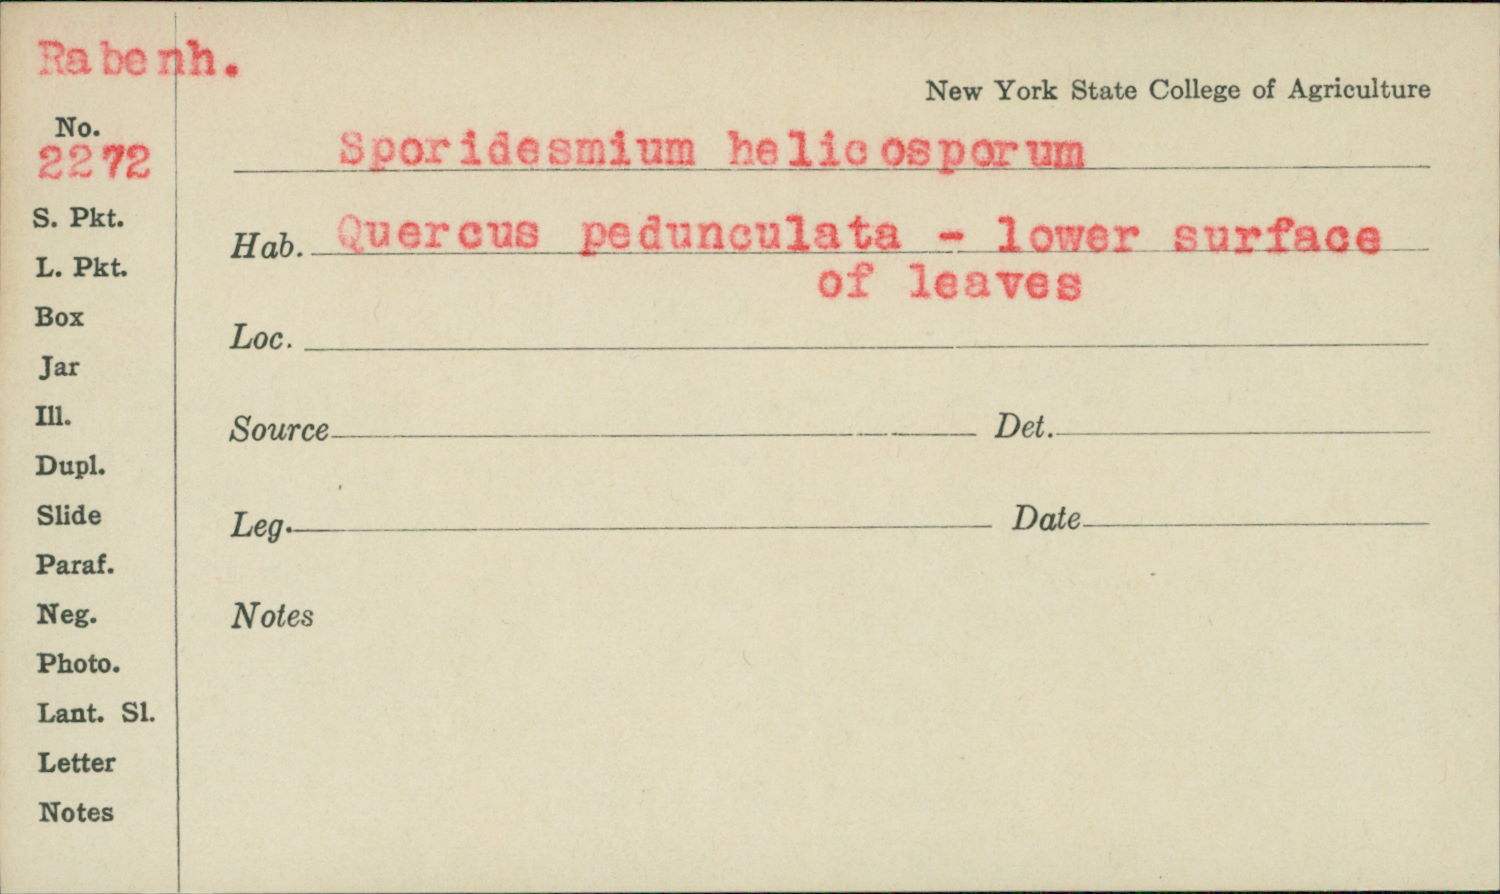 Rabenh.
New York State College of Agriculture
No.
2272
Sporidesmium helicosporum
S. Pkt.
Hab. Quercus pedunculata - lower surface
of leaves
L. Pkt.
Box
Loc.
Jar
Ill.
Source Det.
Dupl.
Slide
Leg. Date
Paraf.
Neg.
Notes
Photo.
Lant. Sl.
Letter
Notes